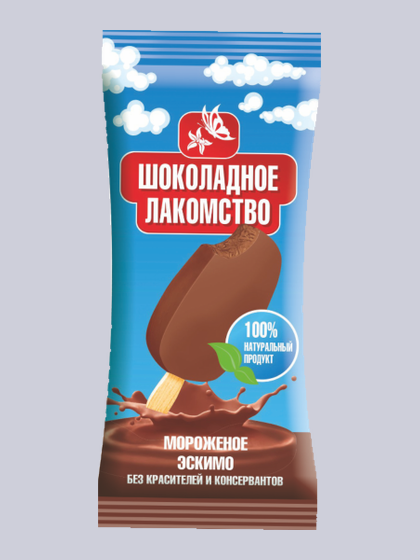 ШОКОЛАДНОЕ
ЛАКОМСТВО
100%
НАТУРАЛЬНЫЙ
ПРОДУКТ
МОРОЖЕНОЕ
ЭСКИМО
БЕЗ КРАСИТЕЛЕЙ И КОНСЕРВАНТОВ